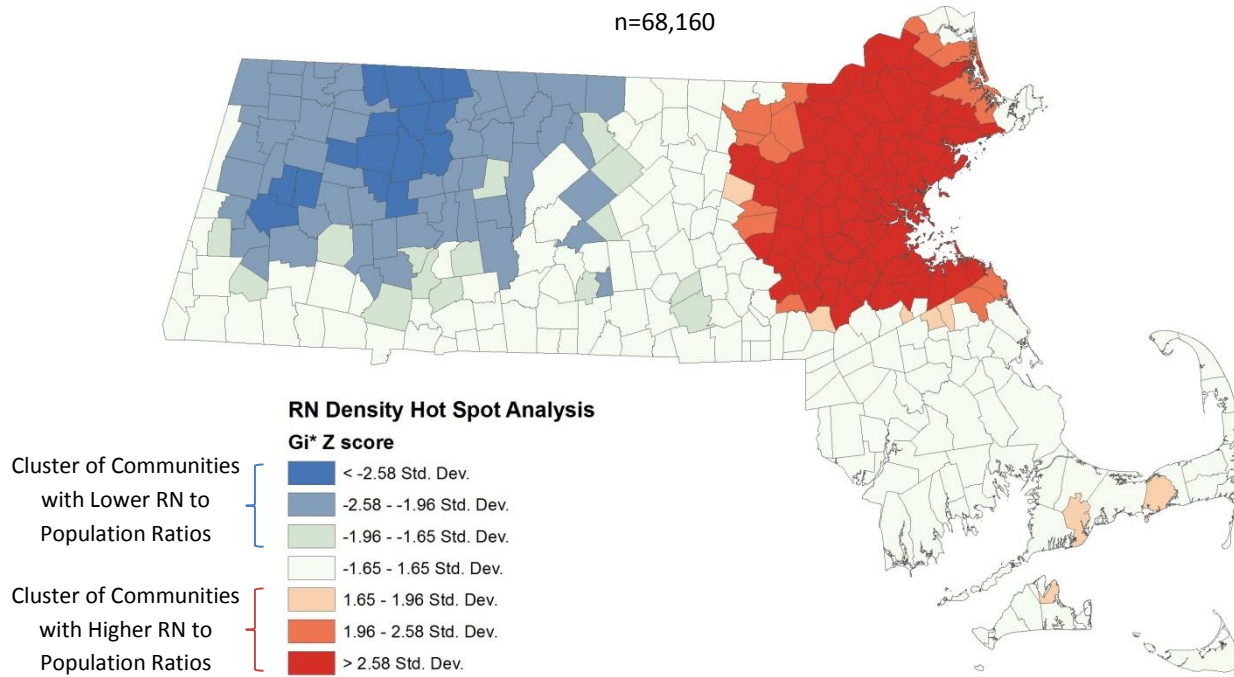 n=68,160
RN Density Hot Spot Analysis
Gi* Z score
Cluster of Communities
with Lower RN to
Population Ratios
< -2.58 Std. Dev.
-2.58 - -1.96 Std. Dev.
-1.96 - -1.65 Std. Dev.
-1.65 - 1.65 Std. Dev.
Cluster of Communities
with Higher RN to
Population Ratios
1.65 - 1.96 Std. Dev.
1.96 - 2.58 Std. Dev.
> 2.58 Std. Dev.